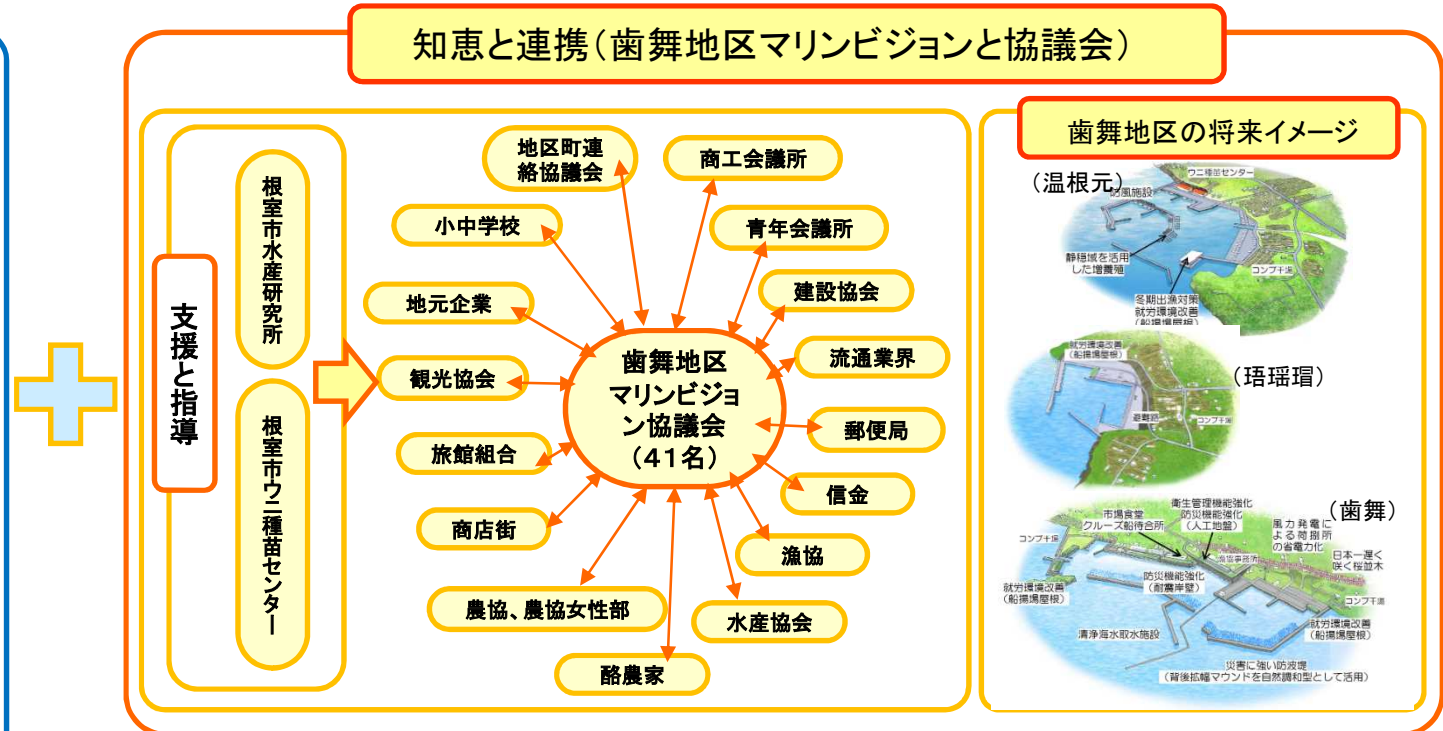 知恵と連携(歯舞地区マリンビジョンと協議会)
支援と指導
根室市水産研究所
根室市ウニ種苗センター
地区町連
絡協議会
商工会議所
小中学校
青年会議所
地元企業
建設協会
観光協会
流通業界
旅館組合
郵便局
商店街
信金
農協、農協女性部
漁協
酪農家
水産協会
歯舞地区
マリンビジョ
ン協議会
(41名)
歯舞地区の将来イメージ
(温根元)
ウニ種苗センター
防風施設
静穏域を活用
した増養殖
コンブ干場
冬期出漁対策
就労環境改善
(船揚場屋根)
(珸瑶瑁)
就労環境改善
(船揚場屋根)
避難路
コンブ干場
(歯舞)
衛生管理機能強化
防災機能強化
(人工地盤)
市場食堂
クルーズ船待合所
風力発電に
よる荷捌所
の省電力化
コンブ干場
漁協事務所
日本一遅く
咲く桜並木
防災機能強化
(耐震岸壁)
就労環境改善
(船揚場屋根)
コンブ干場
就労環境改善
(船揚場屋根)
清浄海水取水施設
災害に強い防波堤
(背後拡幅マウンドを自然調和型として活用)